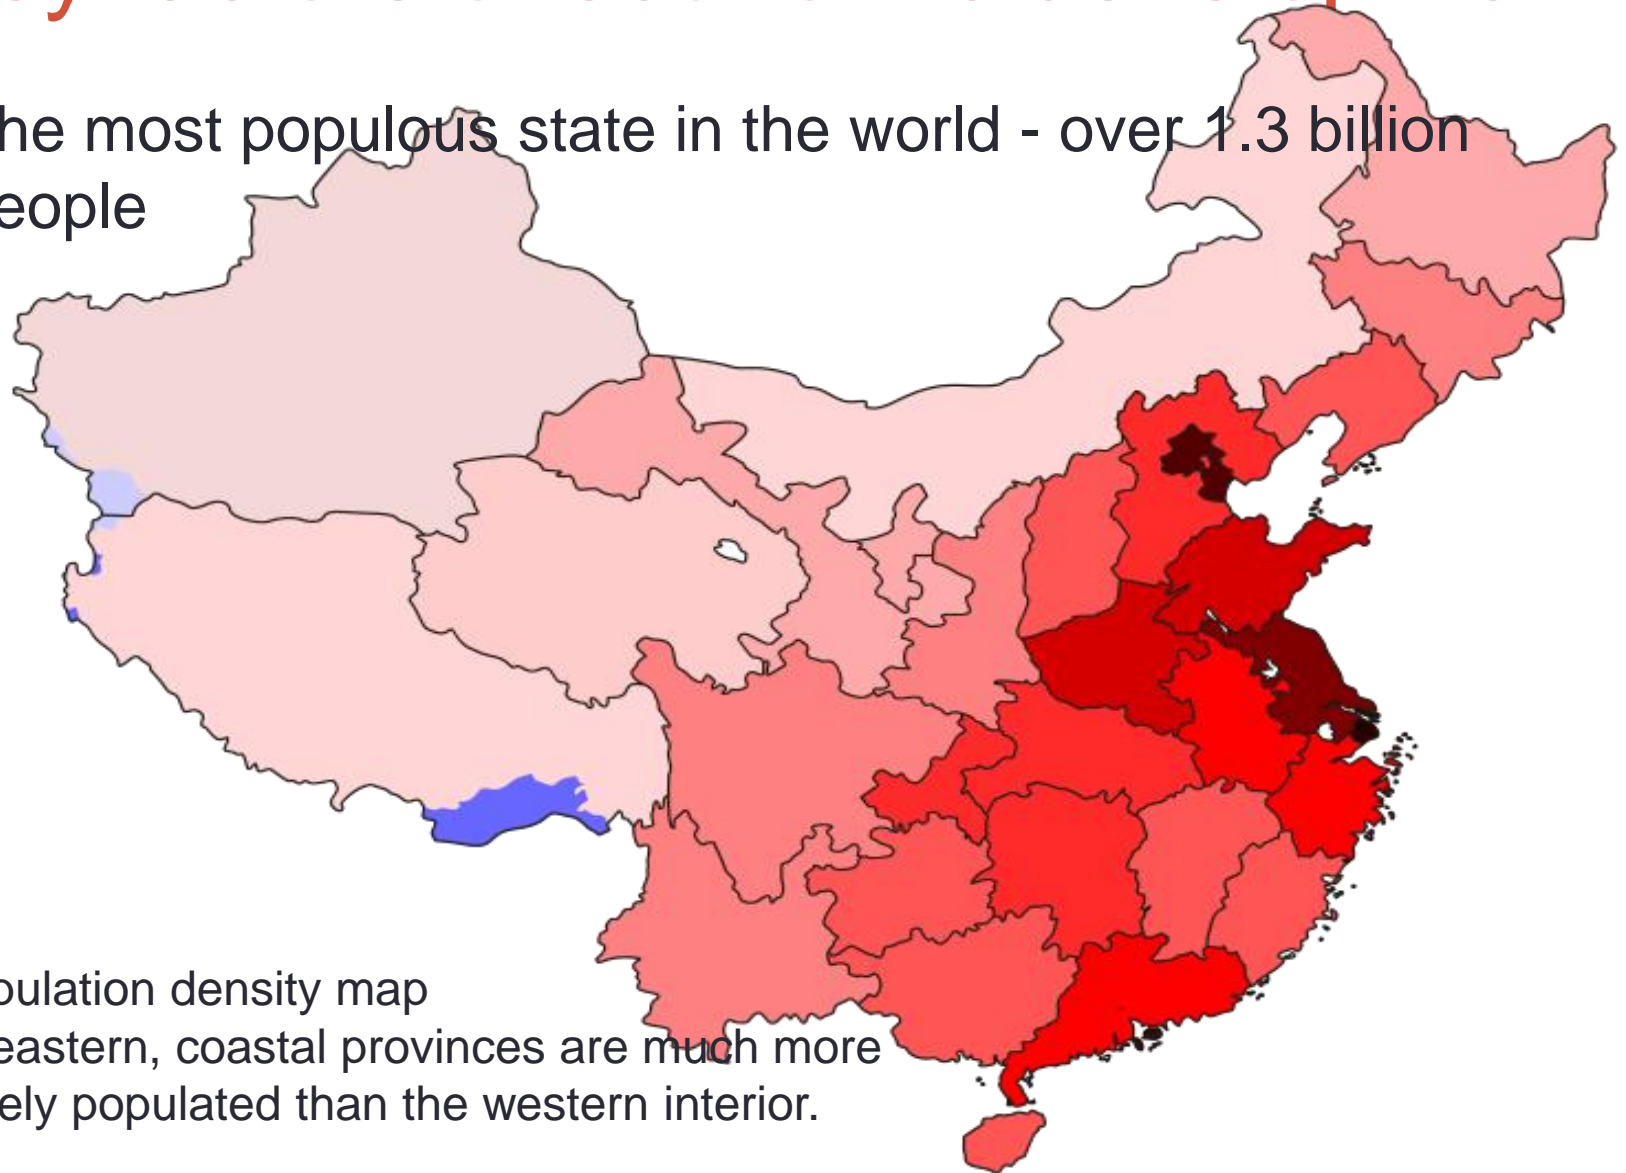 he most populous state in the world - over 1.3 billion
eople
pulation density map
eastern, coastal provinces are much more
ely populated than the western interior.